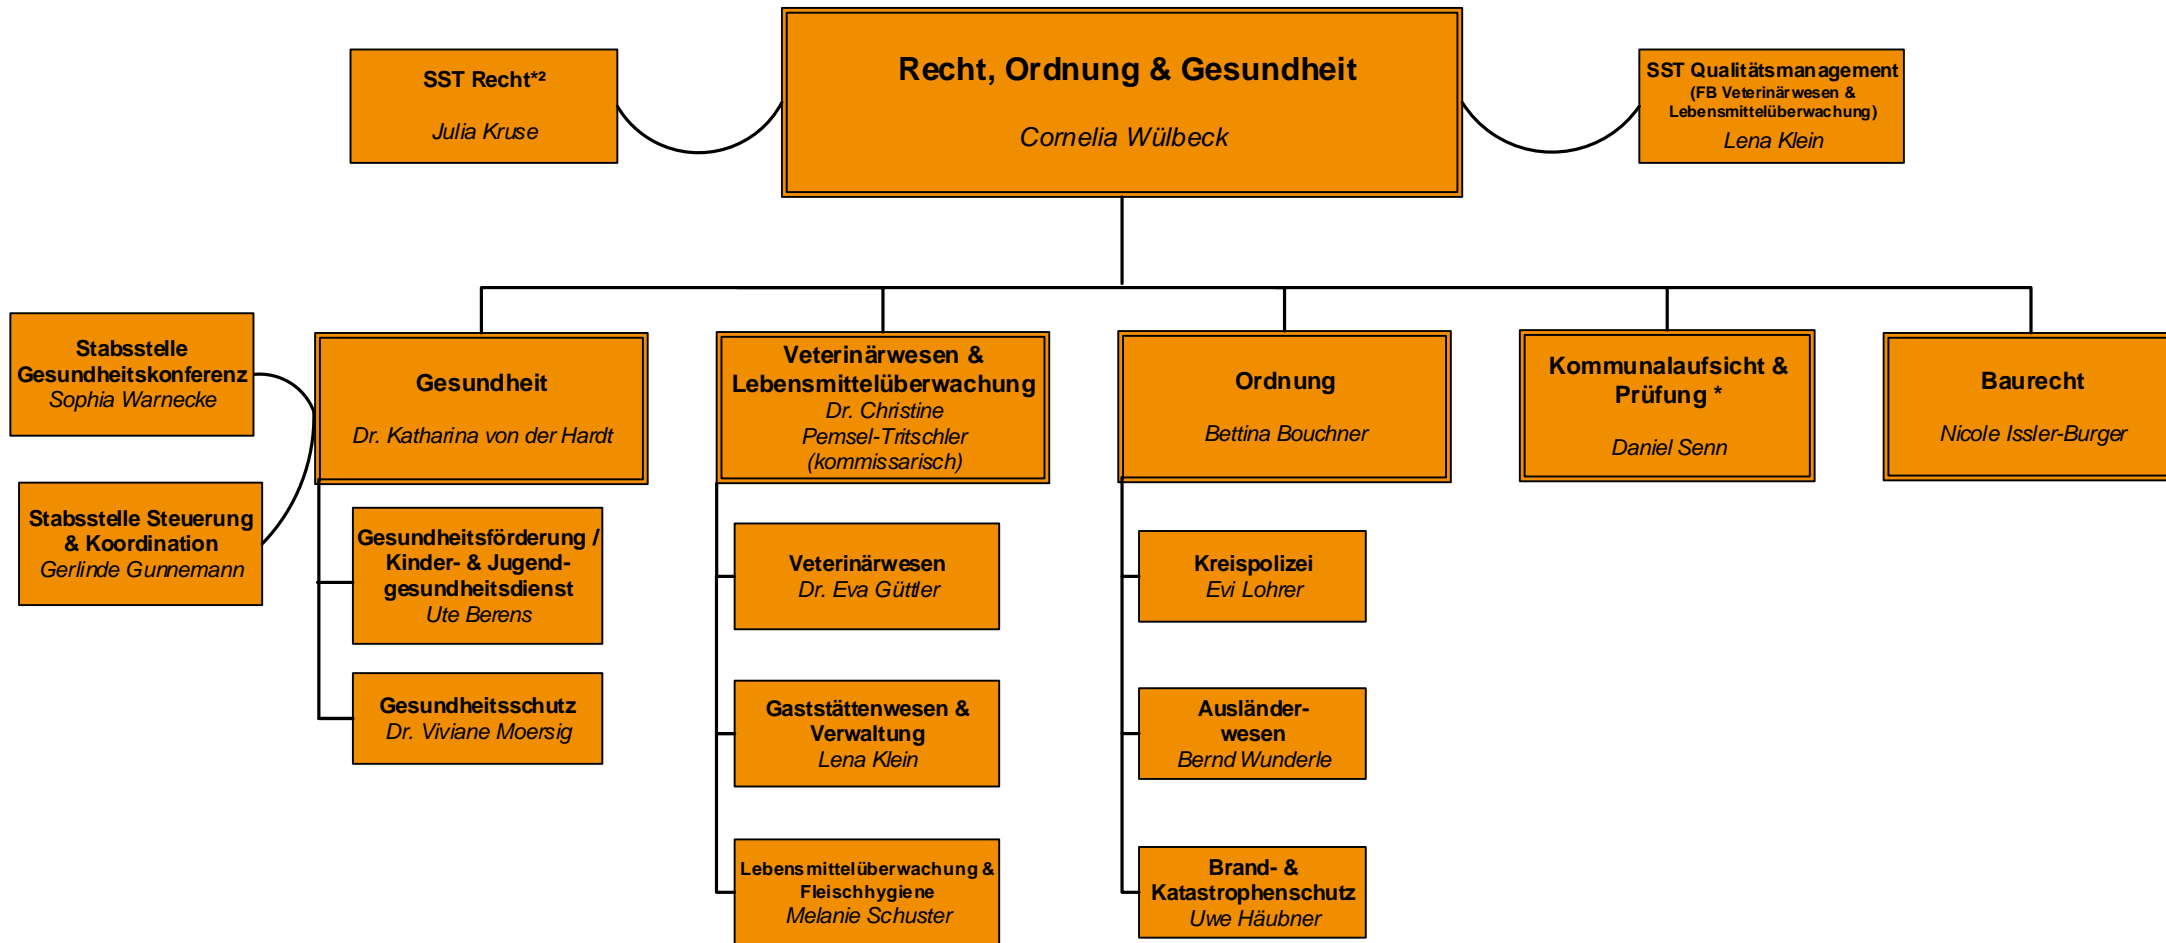 Recht, Ordnung & Gesundheit
Cornelia Wülbeck
SST Recht*²
Julia Kruse
SST Qualitätsmanagement
(FB Veterinärwesen &
Lebensmittelüberwachung)
Lena Klein
Stabsstelle
Gesundheitskonferenz
Sophia Warnecke
Stabsstelle Steuerung
& Koordination
Gerlinde Gunnemann
Gesundheit
Dr. Katharina von der Hardt
Gesundheitsförderung /
Kinder- & Jugend-
gesundheitsdienst
Ute Berens
Gesundheitsschutz
Dr. Viviane Moersig
Veterinärwesen &
Lebensmittelüberwachung
Dr. Christine
Pemsel-Tritschler
(kommissarisch)
Veterinärwesen
Dr. Eva Güttler
Gaststättenwesen &
Verwaltung
Lena Klein
Lebensmittelüberwachung &
Fleischhygiene
Melanie Schuster
Ordnung
Bettina Bouchner
Kreispolizei
Evi Lohrer
Ausländer-
wesen
Bernd Wunderle
Brand- &
Katastrophenschutz
Uwe Häubner
Kommunalaufsicht &
Prüfung *
Daniel Senn
Baurecht
Nicole Issler-Burger